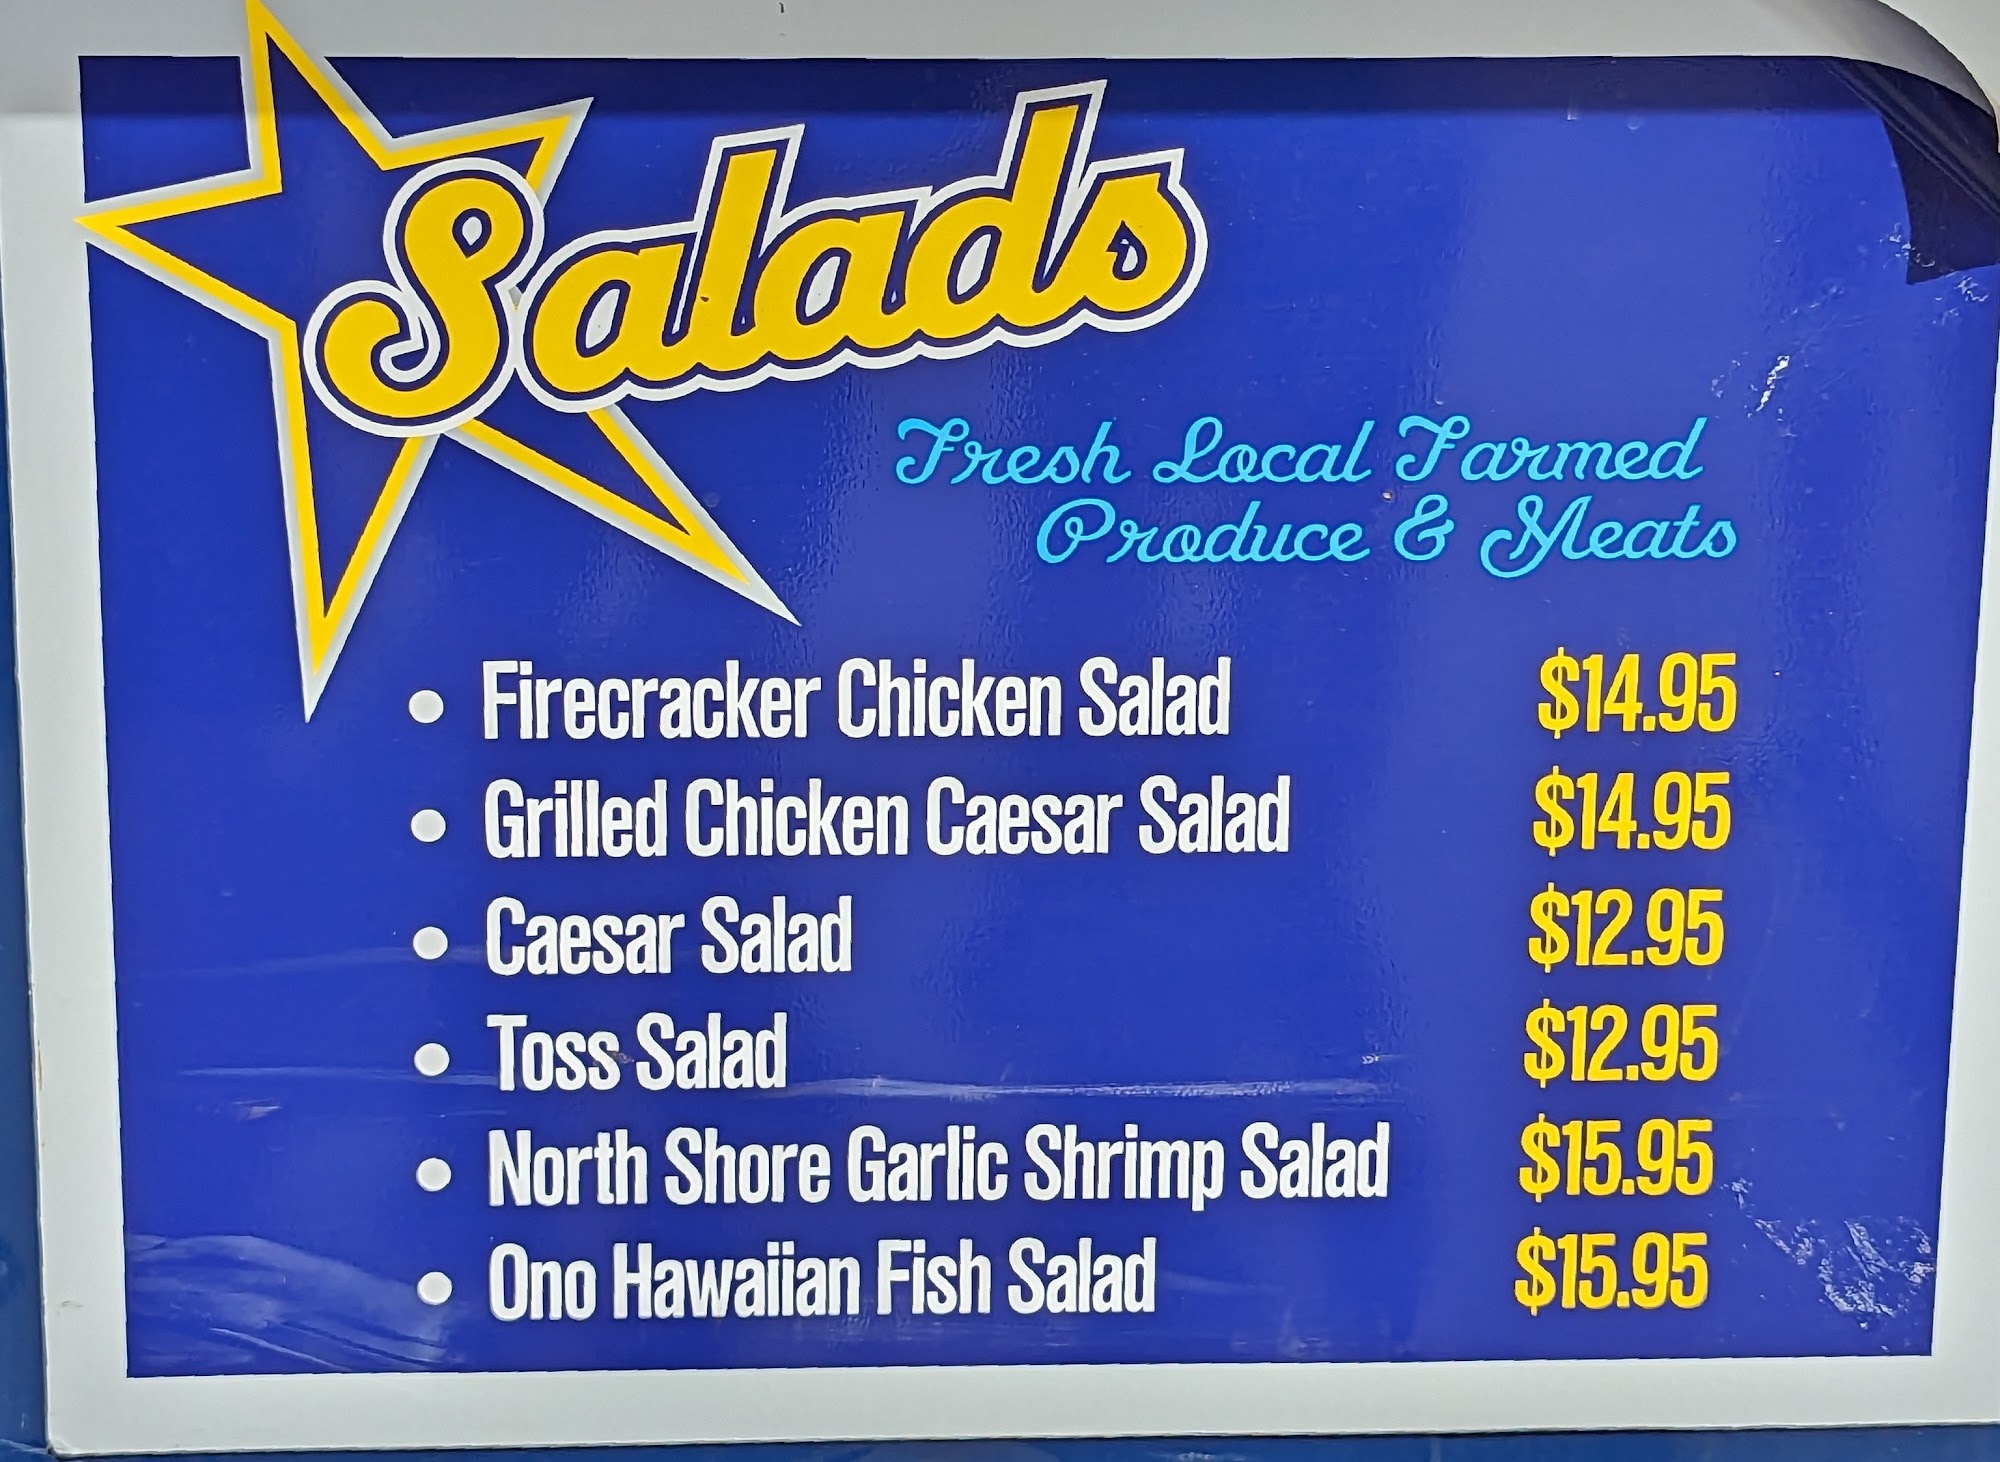 Salads
Fresh Local Farmed
Produce & Meats
• Firecracker Chicken Salad $14.95
• Grilled Chicken Caesar Salad $14.95
• Caesar Salad $12.95
• Toss Salad $12.95
• North Shore Garlic Shrimp Salad $15.95
• Ono Hawaiian Fish Salad $15.95